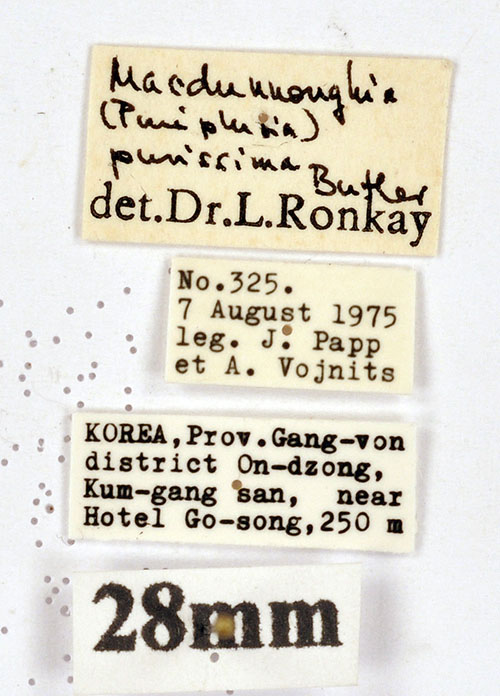 Macdunnoughia
(Puriplusia)
purissima
Butler
det.Dr.L.Ronkay
No.325.
7 August 1975
leg. J. Papp
et A. Vojnits
KOREA,Prov.Gang-von
district On-dzong,
Kum-gang san, near
Hotel Go-song,250 m
28mm